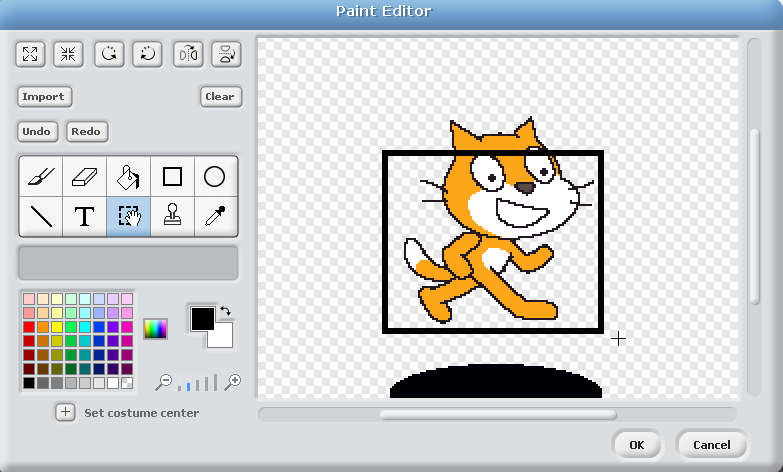 Paint Editor
Import
Clear
Undo
Redo
T
Set costume center
OK
Cancel